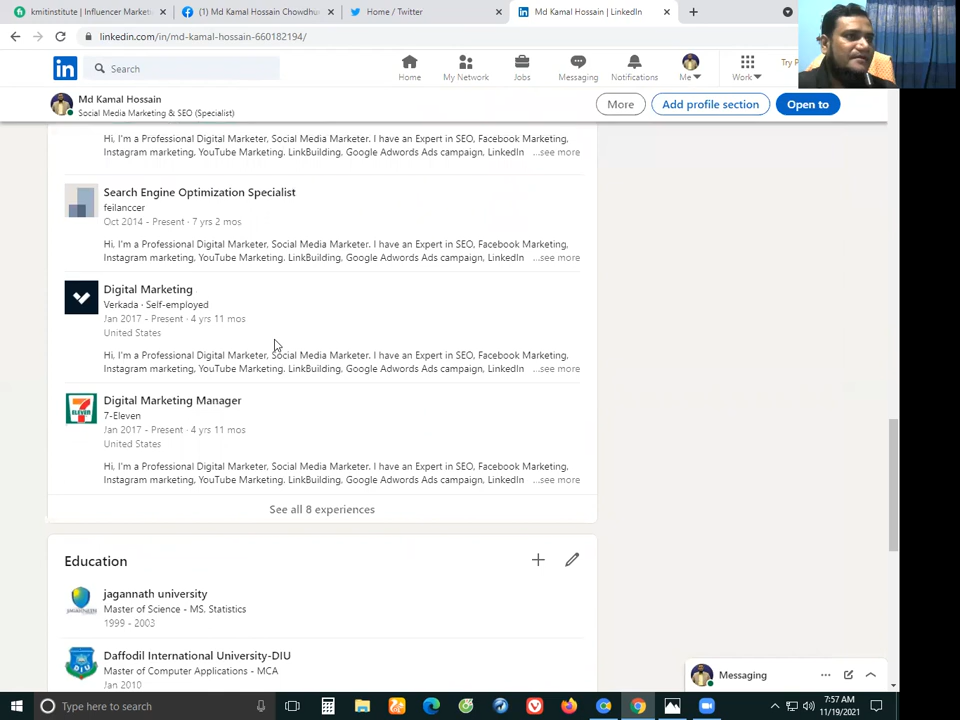 kmitinstitute | Influencer Market
(1) Md Kamal Hossain Chowdhu
Home / Twitter
Md Kamal Hossain | LinkedIn
linkedin.com/in/md-kamal-hossain-660182194/
in
Search
Home
My Network
Jobs
Messaging
Notifications
Me
Work
Try P
Md Kamal Hossain
Social Media Marketing & SEO (Specialist)
More
Add profile section
Open to
Hi, I'm a Professional Digital Marketer, Social Media Marketer. I have an Expert in SEO, Facebook Marketing,
Instagram marketing, YouTube Marketing. LinkBuilding, Google Adwords Ads campaign, LinkedIn ...see more
Search Engine Optimization Specialist
feilanccer
Oct 2014 – Present · 7 yrs 2 mos
Hi, I'm a Professional Digital Marketer, Social Media Marketer. I have an Expert in SEO, Facebook Marketing,
Instagram marketing, YouTube Marketing. LinkBuilding, Google Adwords Ads campaign, LinkedIn ...see more
Digital Marketing
Verkada · Self-employed
Jan 2017 – Present · 4 yrs 11 mos
United States
Hi, I'm a Professional Digital Marketer, Social Media Marketer. I have an Expert in SEO, Facebook Marketing,
Instagram marketing, YouTube Marketing. LinkBuilding, Google Adwords Ads campaign, LinkedIn ...see more
Digital Marketing Manager
7-Eleven
Jan 2017 – Present · 4 yrs 11 mos
United States
Hi, I'm a Professional Digital Marketer, Social Media Marketer. I have an Expert in SEO, Facebook Marketing,
Instagram marketing, YouTube Marketing. LinkBuilding, Google Adwords Ads campaign, LinkedIn ...see more
See all 8 experiences
Education
jagannath university
Master of Science - MS. Statistics
1999 – 2003
Daffodil International University-DIU
Master of Computer Applications - MCA
Jan 2010
Messaging
Type here to search
7:57 AM
11/19/2021